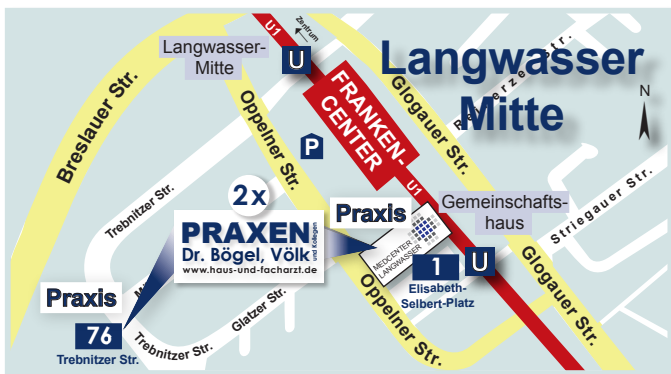 U1
Zentrum
Langwasser-
Mitte
U
Langwasser
Mitte
N
Breslauer Str.
Oppelner Str.
P
FRANKEN-
CENTER
Glogauer Str.
U1
Trebnitzer Str.
2x
PRAXEN
Dr. Bögel, Völk
und Kollegen
www.haus-und-facharzt.de
Praxis
Gemeinschafts-
haus
Striegauer Str.
MEDCENTER
LANGWASSER
1
U
Elisabeth-
Selbert-Platz
Glogauer Str.
Praxis
76
Trebnitzer Str.
Trebnitzer Str.
Glatzer Str.
Oppelner Str.